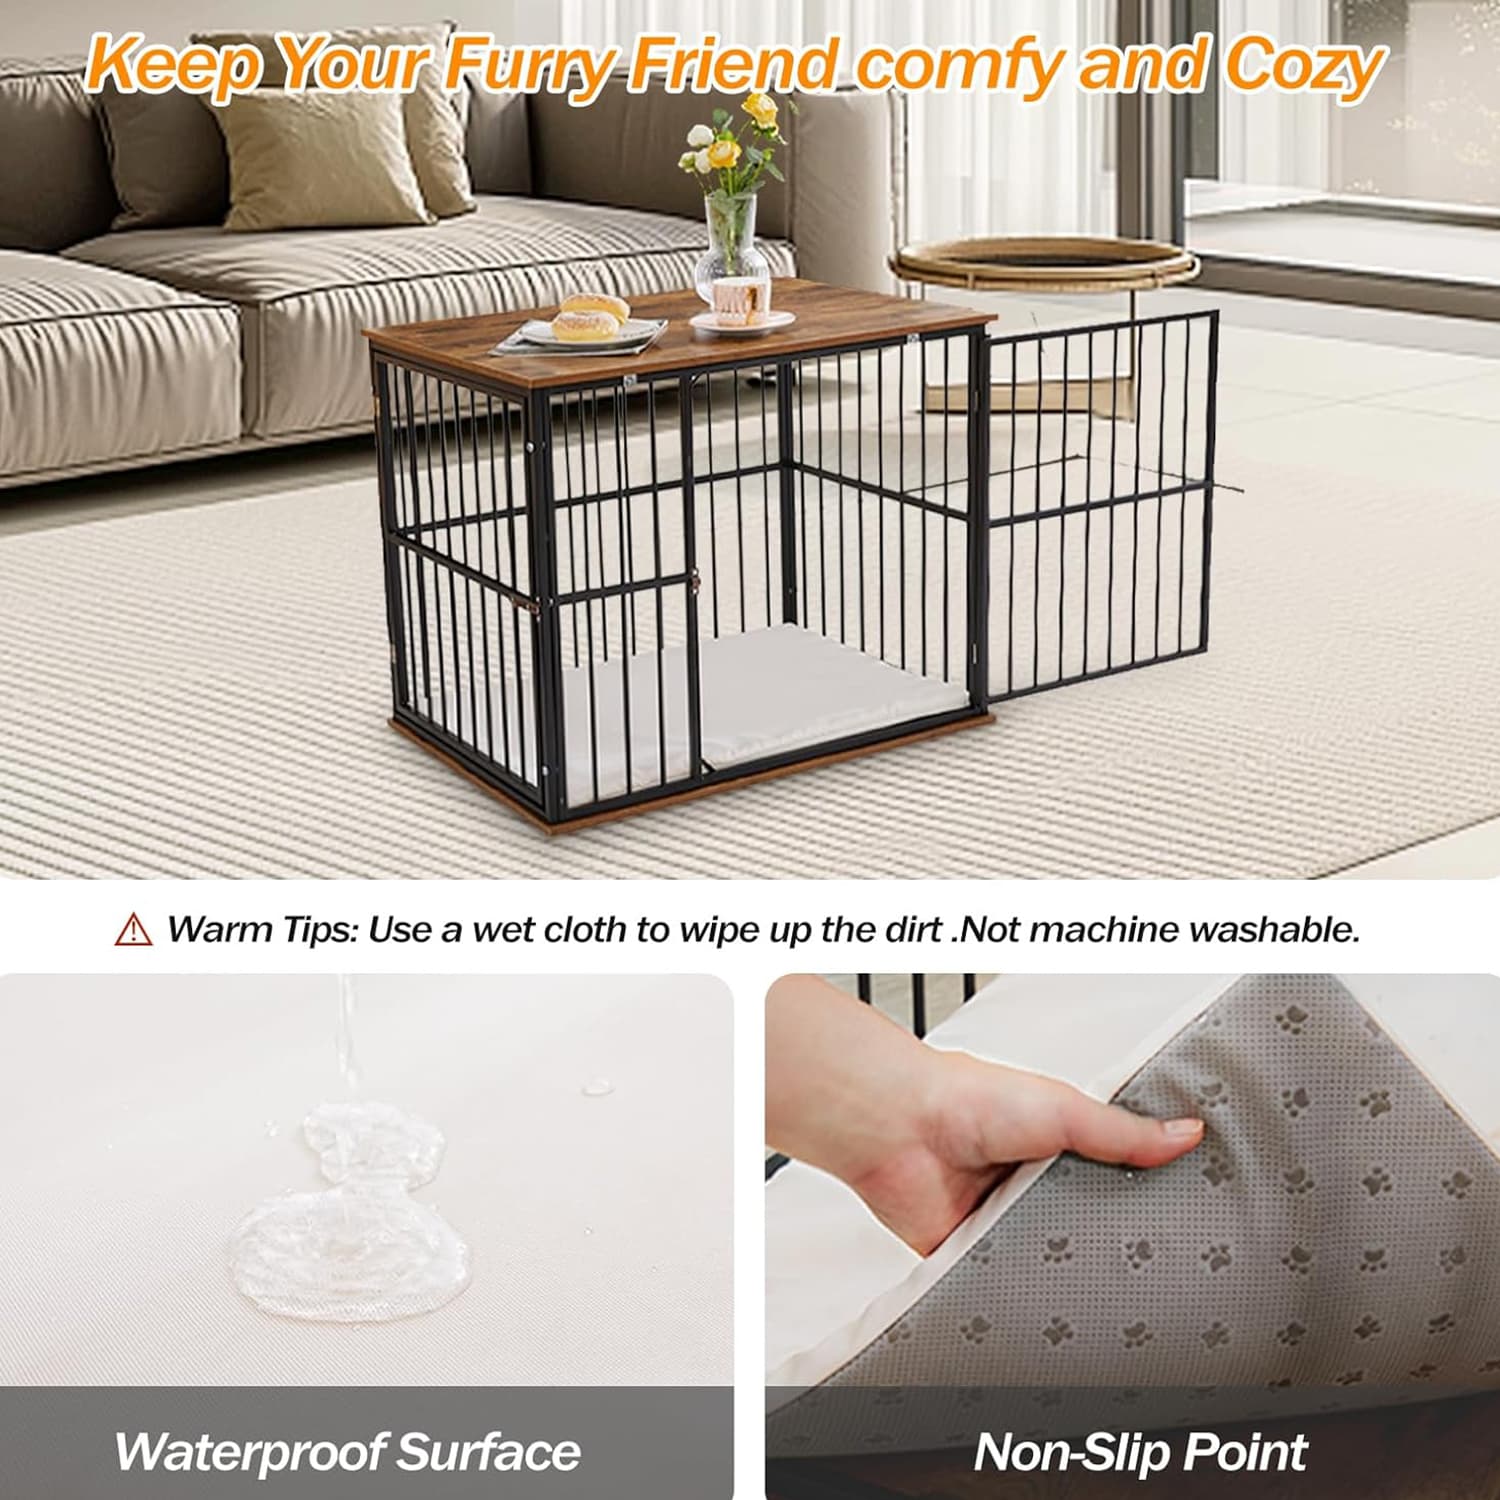 Keep Your Furry Friend comfy and Cozy
Warm Tips: Use a wet cloth to wipe up the dirt .Not machine washable.
Waterproof Surface
Non-Slip Point